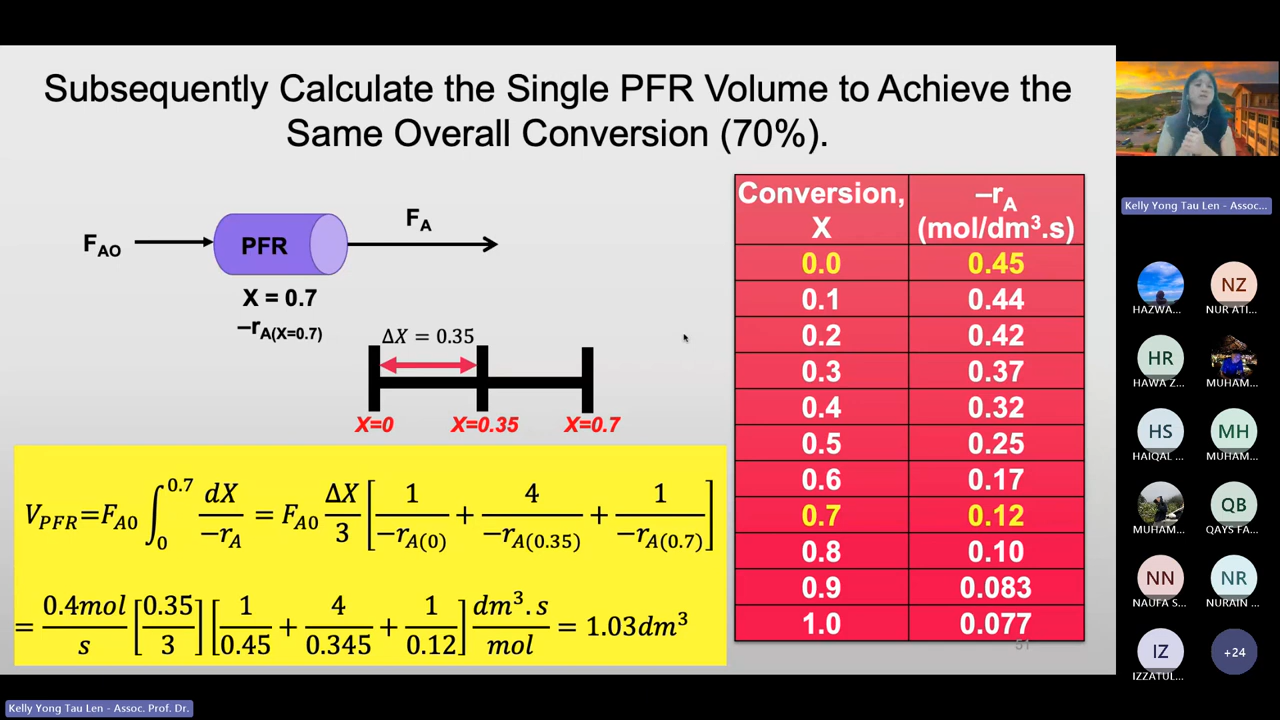 Subsequently Calculate the Single PFR Volume to Achieve the
Same Overall Conversion (70%).
F_AO
PFR
F_A
X = 0.7
–r_A(X=0.7)
ΔX = 0.35
X=0
X=0.35
X=0.7
V_PFR=F_A0 ∫_0^0.7 dX/−r_A = F_A0 ΔX/3 [1/−r_A(0) + 4/−r_A(0.35) + 1/−r_A(0.7)]
= 0.4mol/s [0.35/3] [1/0.45 + 4/0.345 + 1/0.12] dm³.s/mol = 1.03dm³
Conversion, X
–r_A (mol/dm³.s)
0.0 0.45
0.1 0.44
0.2 0.42
0.3 0.37
0.4 0.32
0.5 0.25
0.6 0.17
0.7 0.12
0.8 0.10
0.9 0.083
1.0 0.077
51
Kelly Yong Tau Len - Assoc...
HAZWA...
NZ
NUR ATI...
HR
HAWA Z...
MUHAM...
HS
HAIQAL ...
MH
MUHAM...
MUHAM...
QB
QAYS FA...
NN
NAUFA S...
NR
NURAIN ...
IZ
IZZATUL...
+24
Kelly Yong Tau Len - Assoc. Prof. Dr.